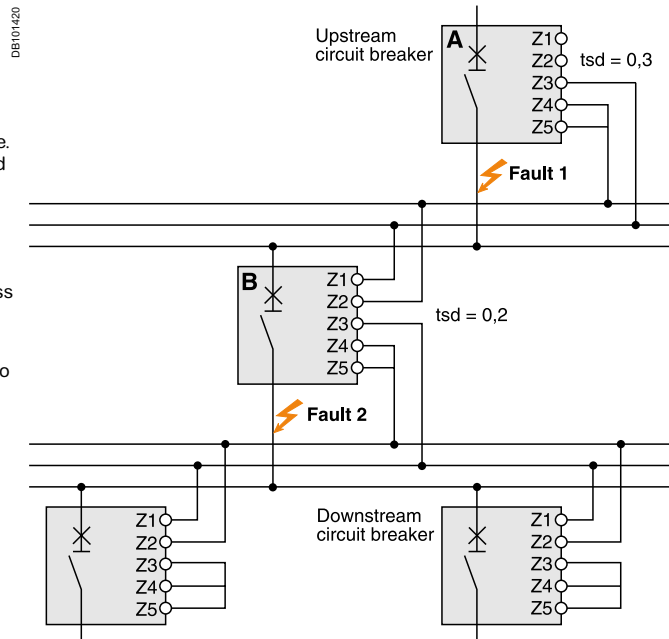 DB101420
e.
d
ss
o
Upstream
circuit breaker
A
Z1
Z2
Z3
Z4
Z5
tsd = 0,3
Fault 1
B
Z1
Z2
Z3
Z4
Z5
tsd = 0,2
Fault 2
Z1
Z2
Z3
Z4
Z5
Downstream
circuit breaker
Z1
Z2
Z3
Z4
Z5